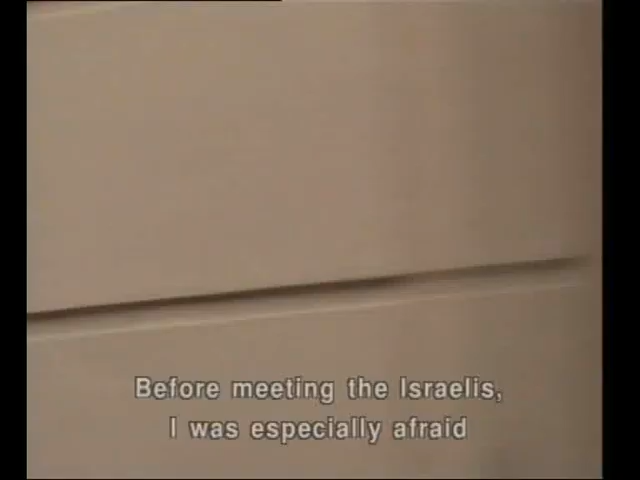 Before meeting the Israelis,
I was especially afraid